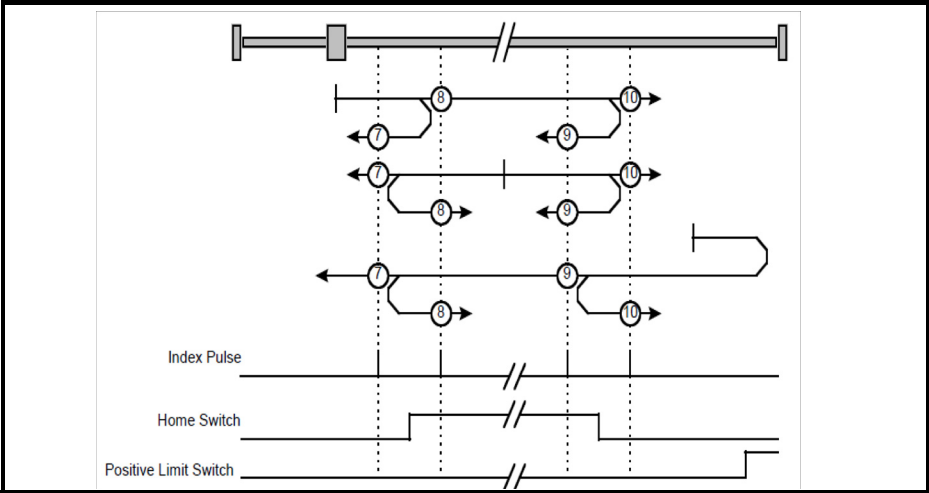 8 10
7 9
7 10
8 9
7 9
8 10
Index Pulse
Home Switch
Positive Limit Switch